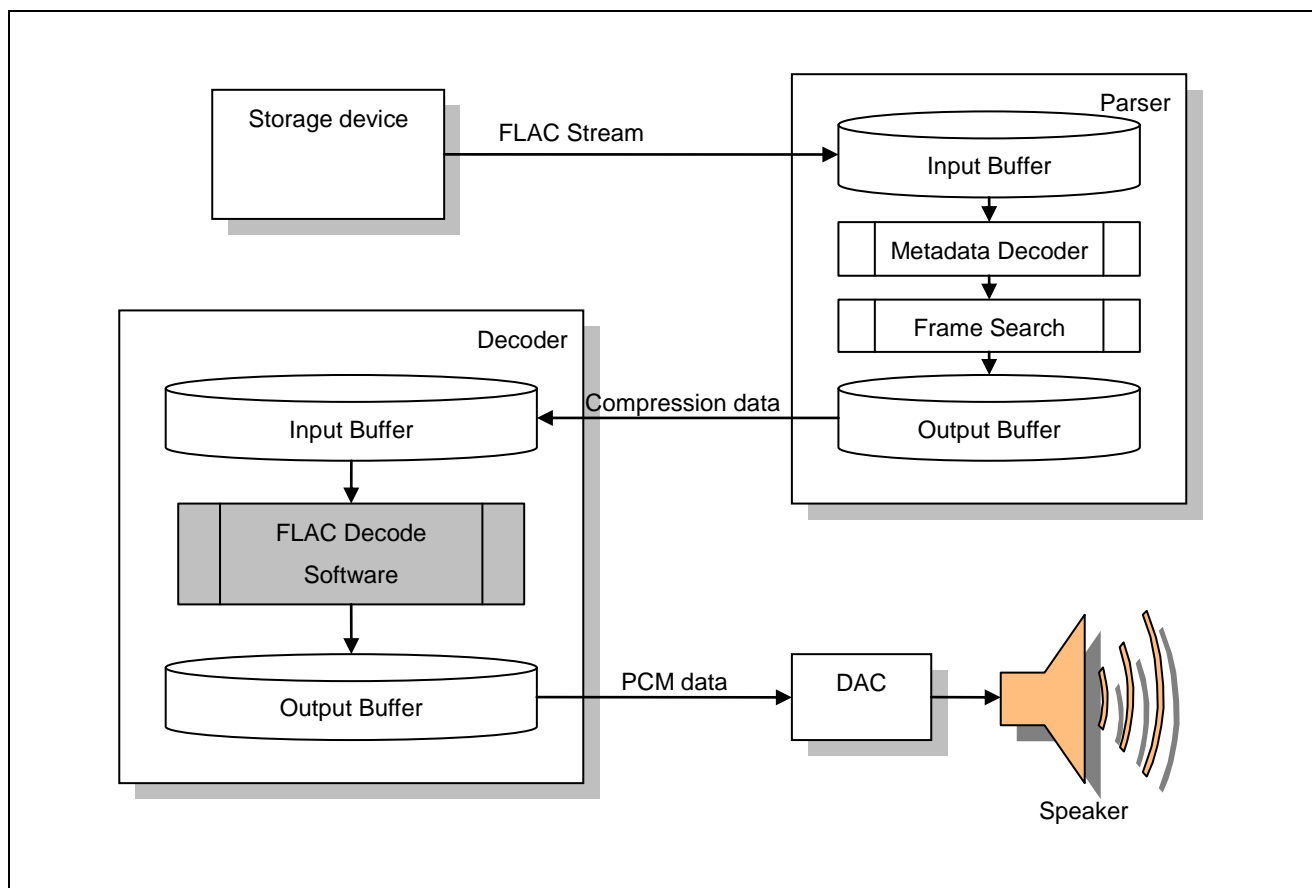 Storage device
FLAC Stream
Parser
Input Buffer
Metadata Decoder
Frame Search
Output Buffer
Compression data
Decoder
Input Buffer
FLAC Decode
Software
Output Buffer
PCM data
DAC
Speaker